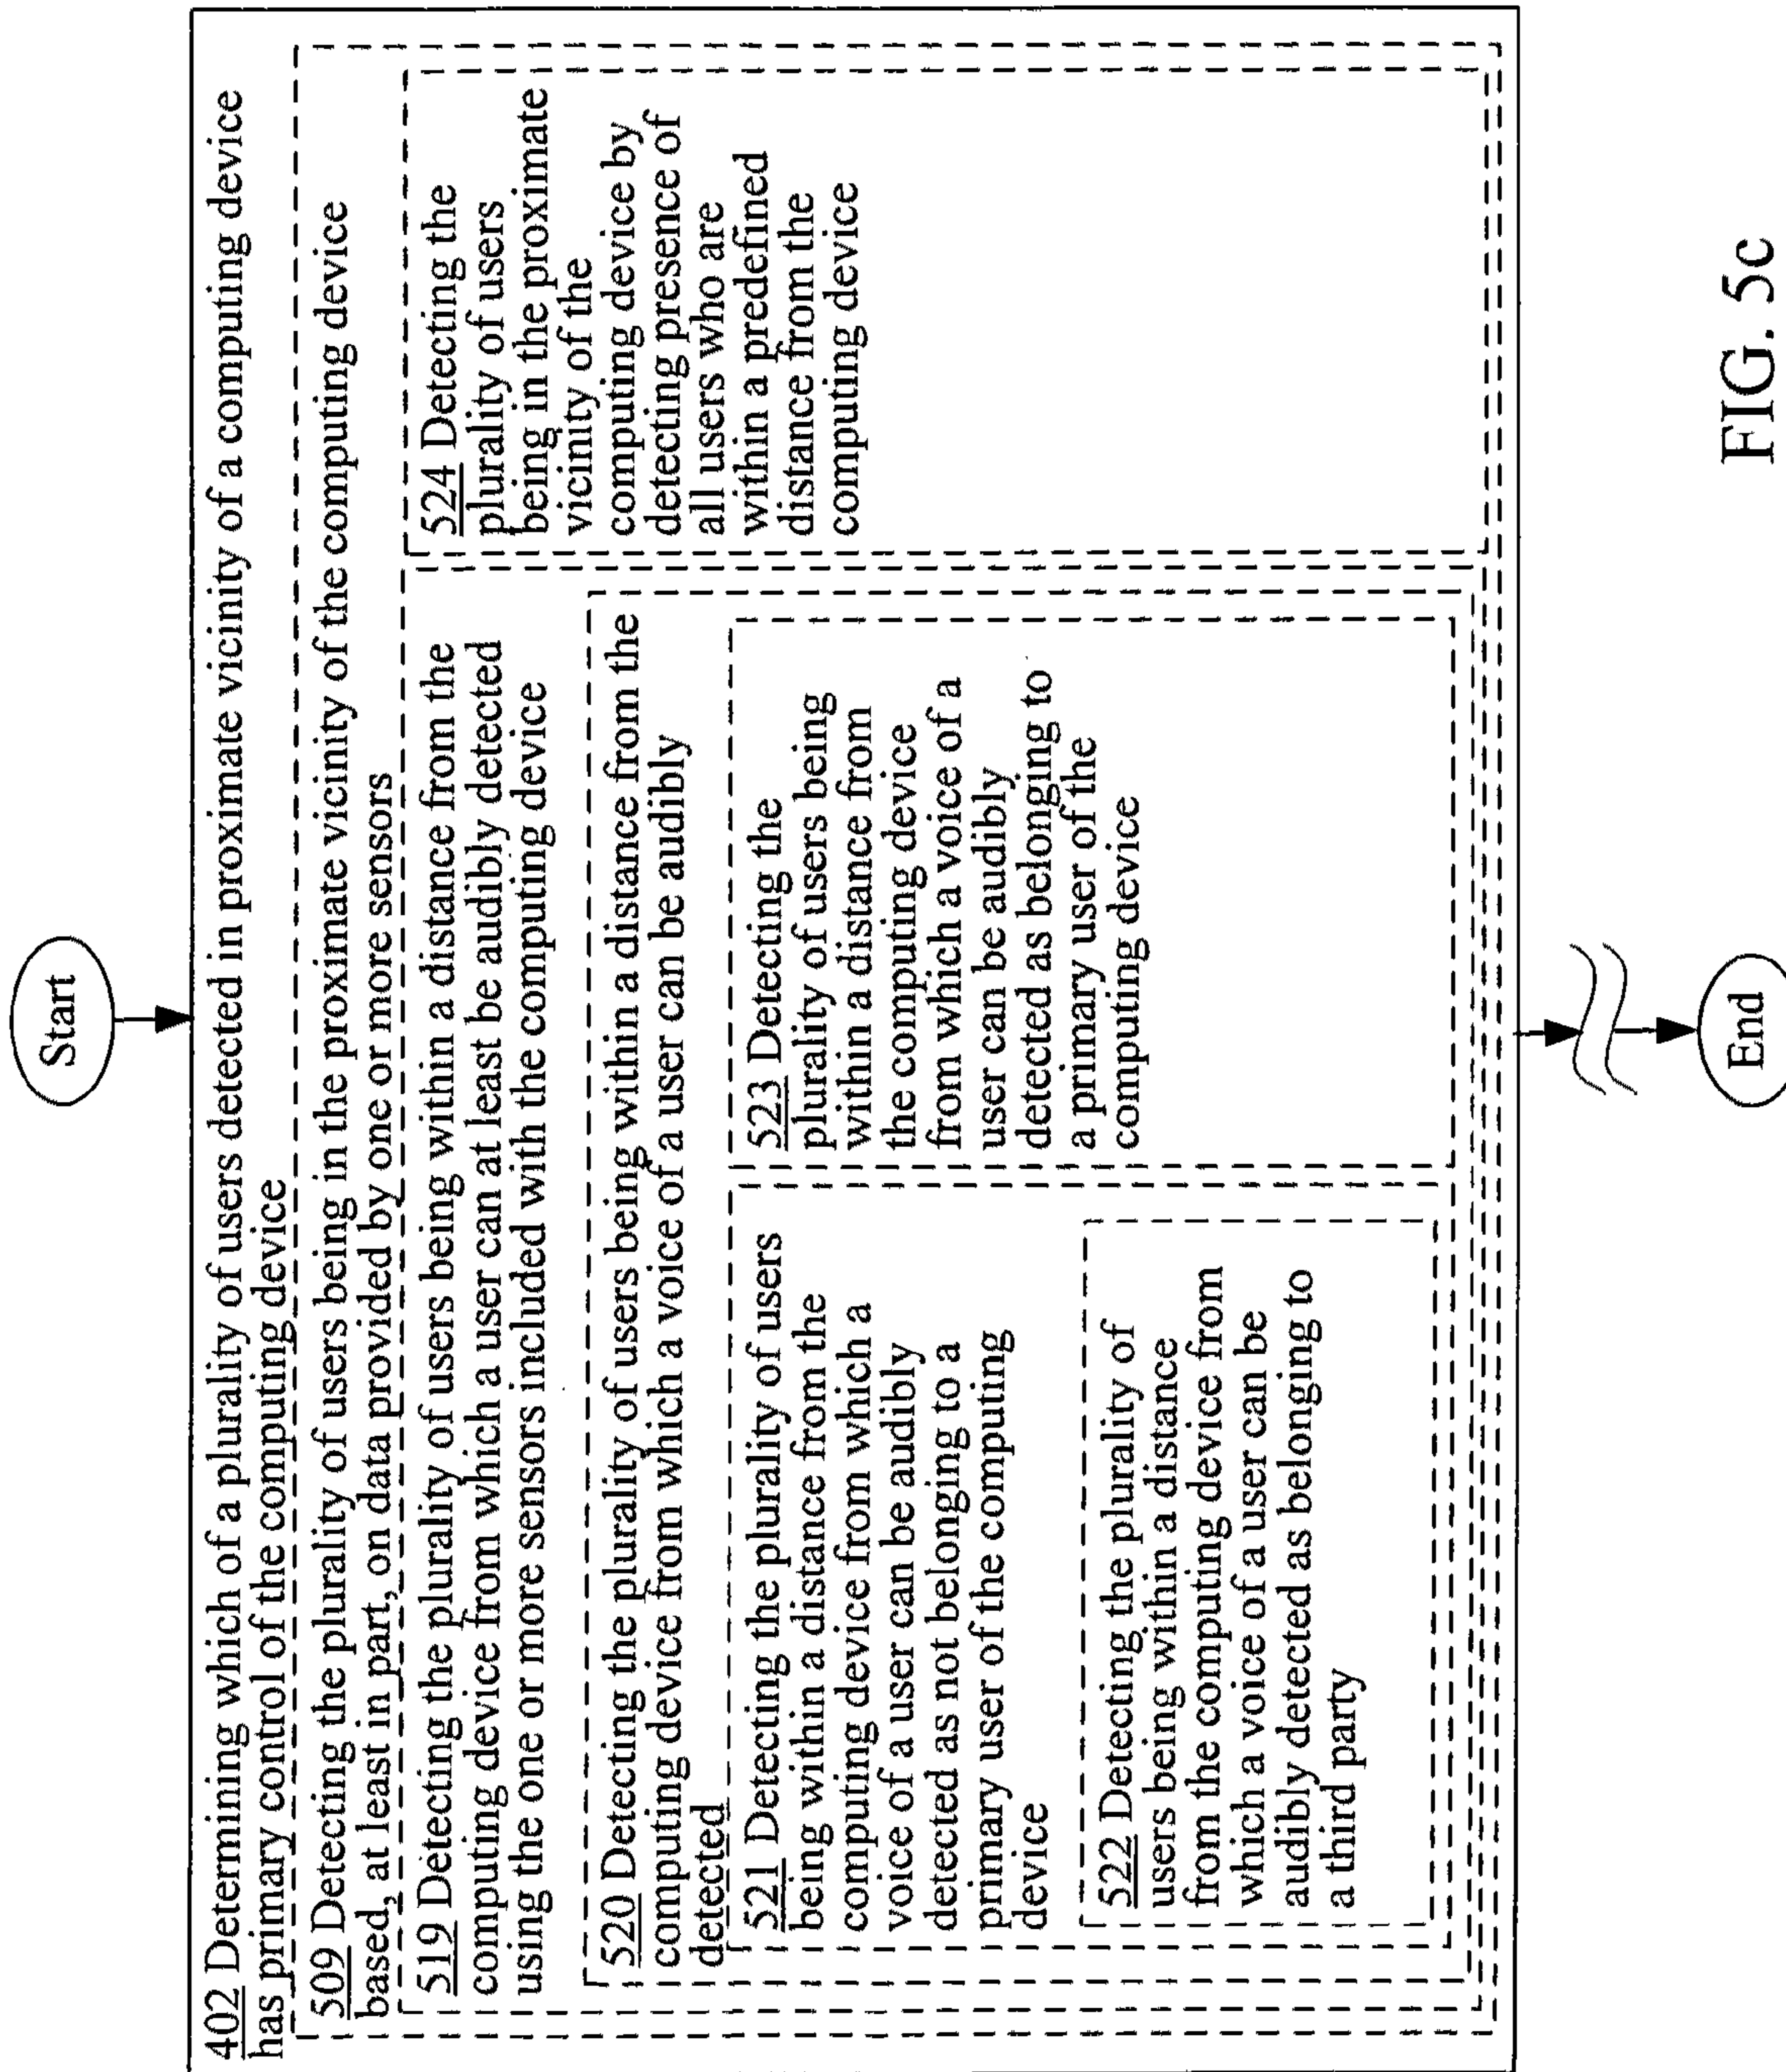 Start
402 Determining which of a plurality of users detected in proximate vicinity of a computing device
has primary control of the computing device
509 Detecting the plurality of users being in the proximate vicinity of the computing device
based, at least in part, on data provided by one or more sensors
519 Detecting the plurality of users being within a distance from the
computing device from which a user can at least be audibly detected
using the one or more sensors included with the computing device
520 Detecting the plurality of users being within a distance from the
computing device from which a voice of a user can be audibly
detected
521 Detecting the plurality of users
being within a distance from the
computing device from which a
voice of a user can be audibly
detected as not belonging to a
primary user of the computing
device
522 Detecting the plurality of
users being within a distance
from the computing device from
which a voice of a user can be
audibly detected as belonging to
a third party
523 Detecting the
plurality of users being
within a distance from
the computing device
from which a voice of a
user can be audibly
detected as belonging to
a primary user of the
computing device
524 Detecting the
plurality of users
being in the proximate
vicinity of the
computing device by
detecting presence of
all users who are
within a predefined
distance from the
computing device
End
FIG. 5c